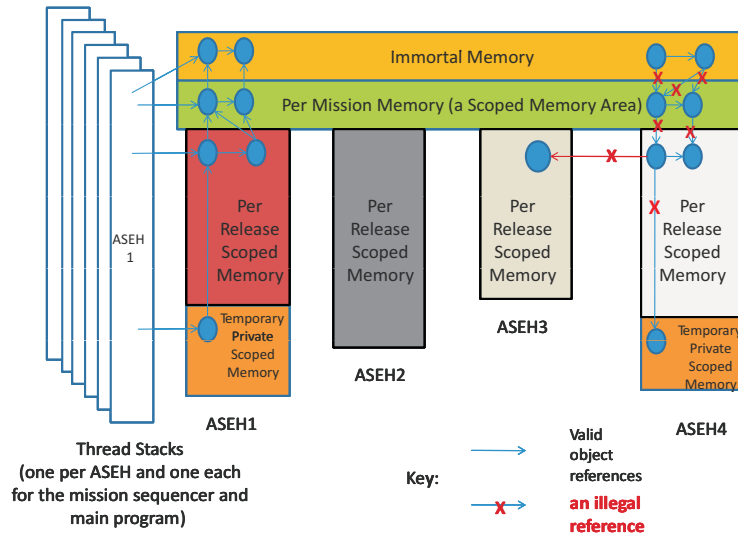 Immortal Memory
Per Mission Memory (a Scoped Memory Area)
X
X
X
X
X
X
X
ASEH
1
Per
Release
Scoped
Memory
Per
Release
Scoped
Memory
Per
Release
Scoped
Memory
Per
Release
Scoped
Memory
Temporary
Private
Scoped
Memory
Temporary
Private
Scoped
Memory
ASEH1
ASEH2
ASEH3
ASEH4
Thread Stacks
(one per ASEH and one each
for the mission sequencer and
main program)
Key:
Valid
object
references
X
an illegal
reference